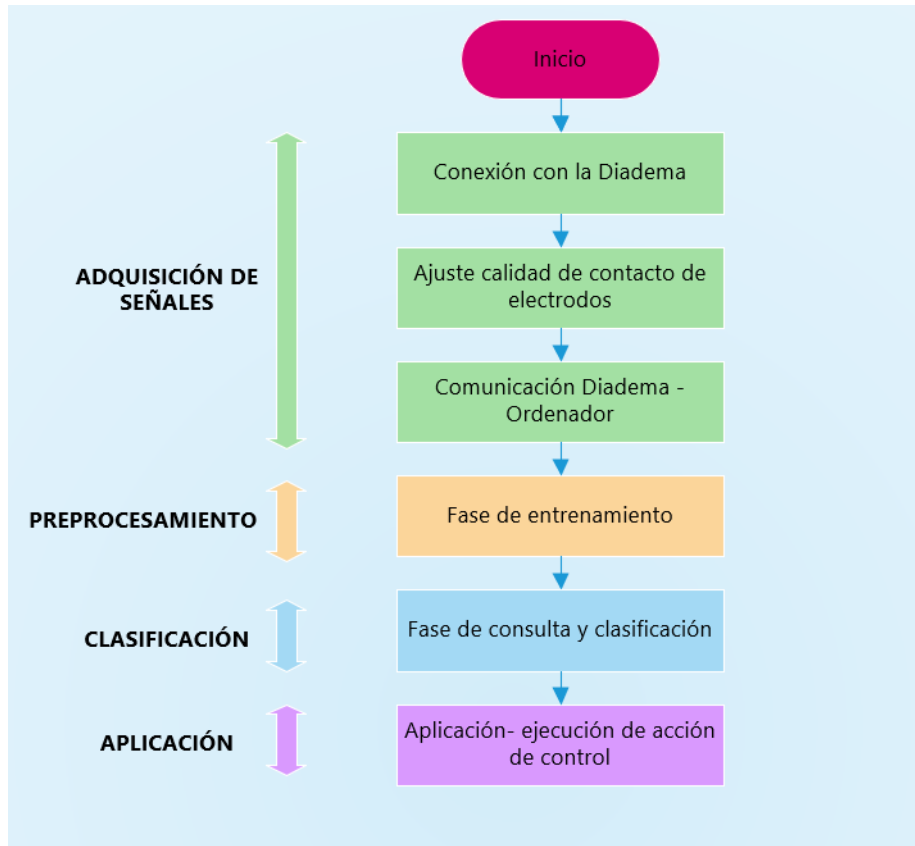 Inicio
Conexión con la Diadema
ADQUISICIÓN DE
SEÑALES
Ajuste calidad de contacto de
electrodos
Comunicación Diadema -
Ordenador
PREPROCESAMIENTO
Fase de entrenamiento
CLASIFICACIÓN
Fase de consulta y clasificación
APLICACIÓN
Aplicación- ejecución de acción
de control